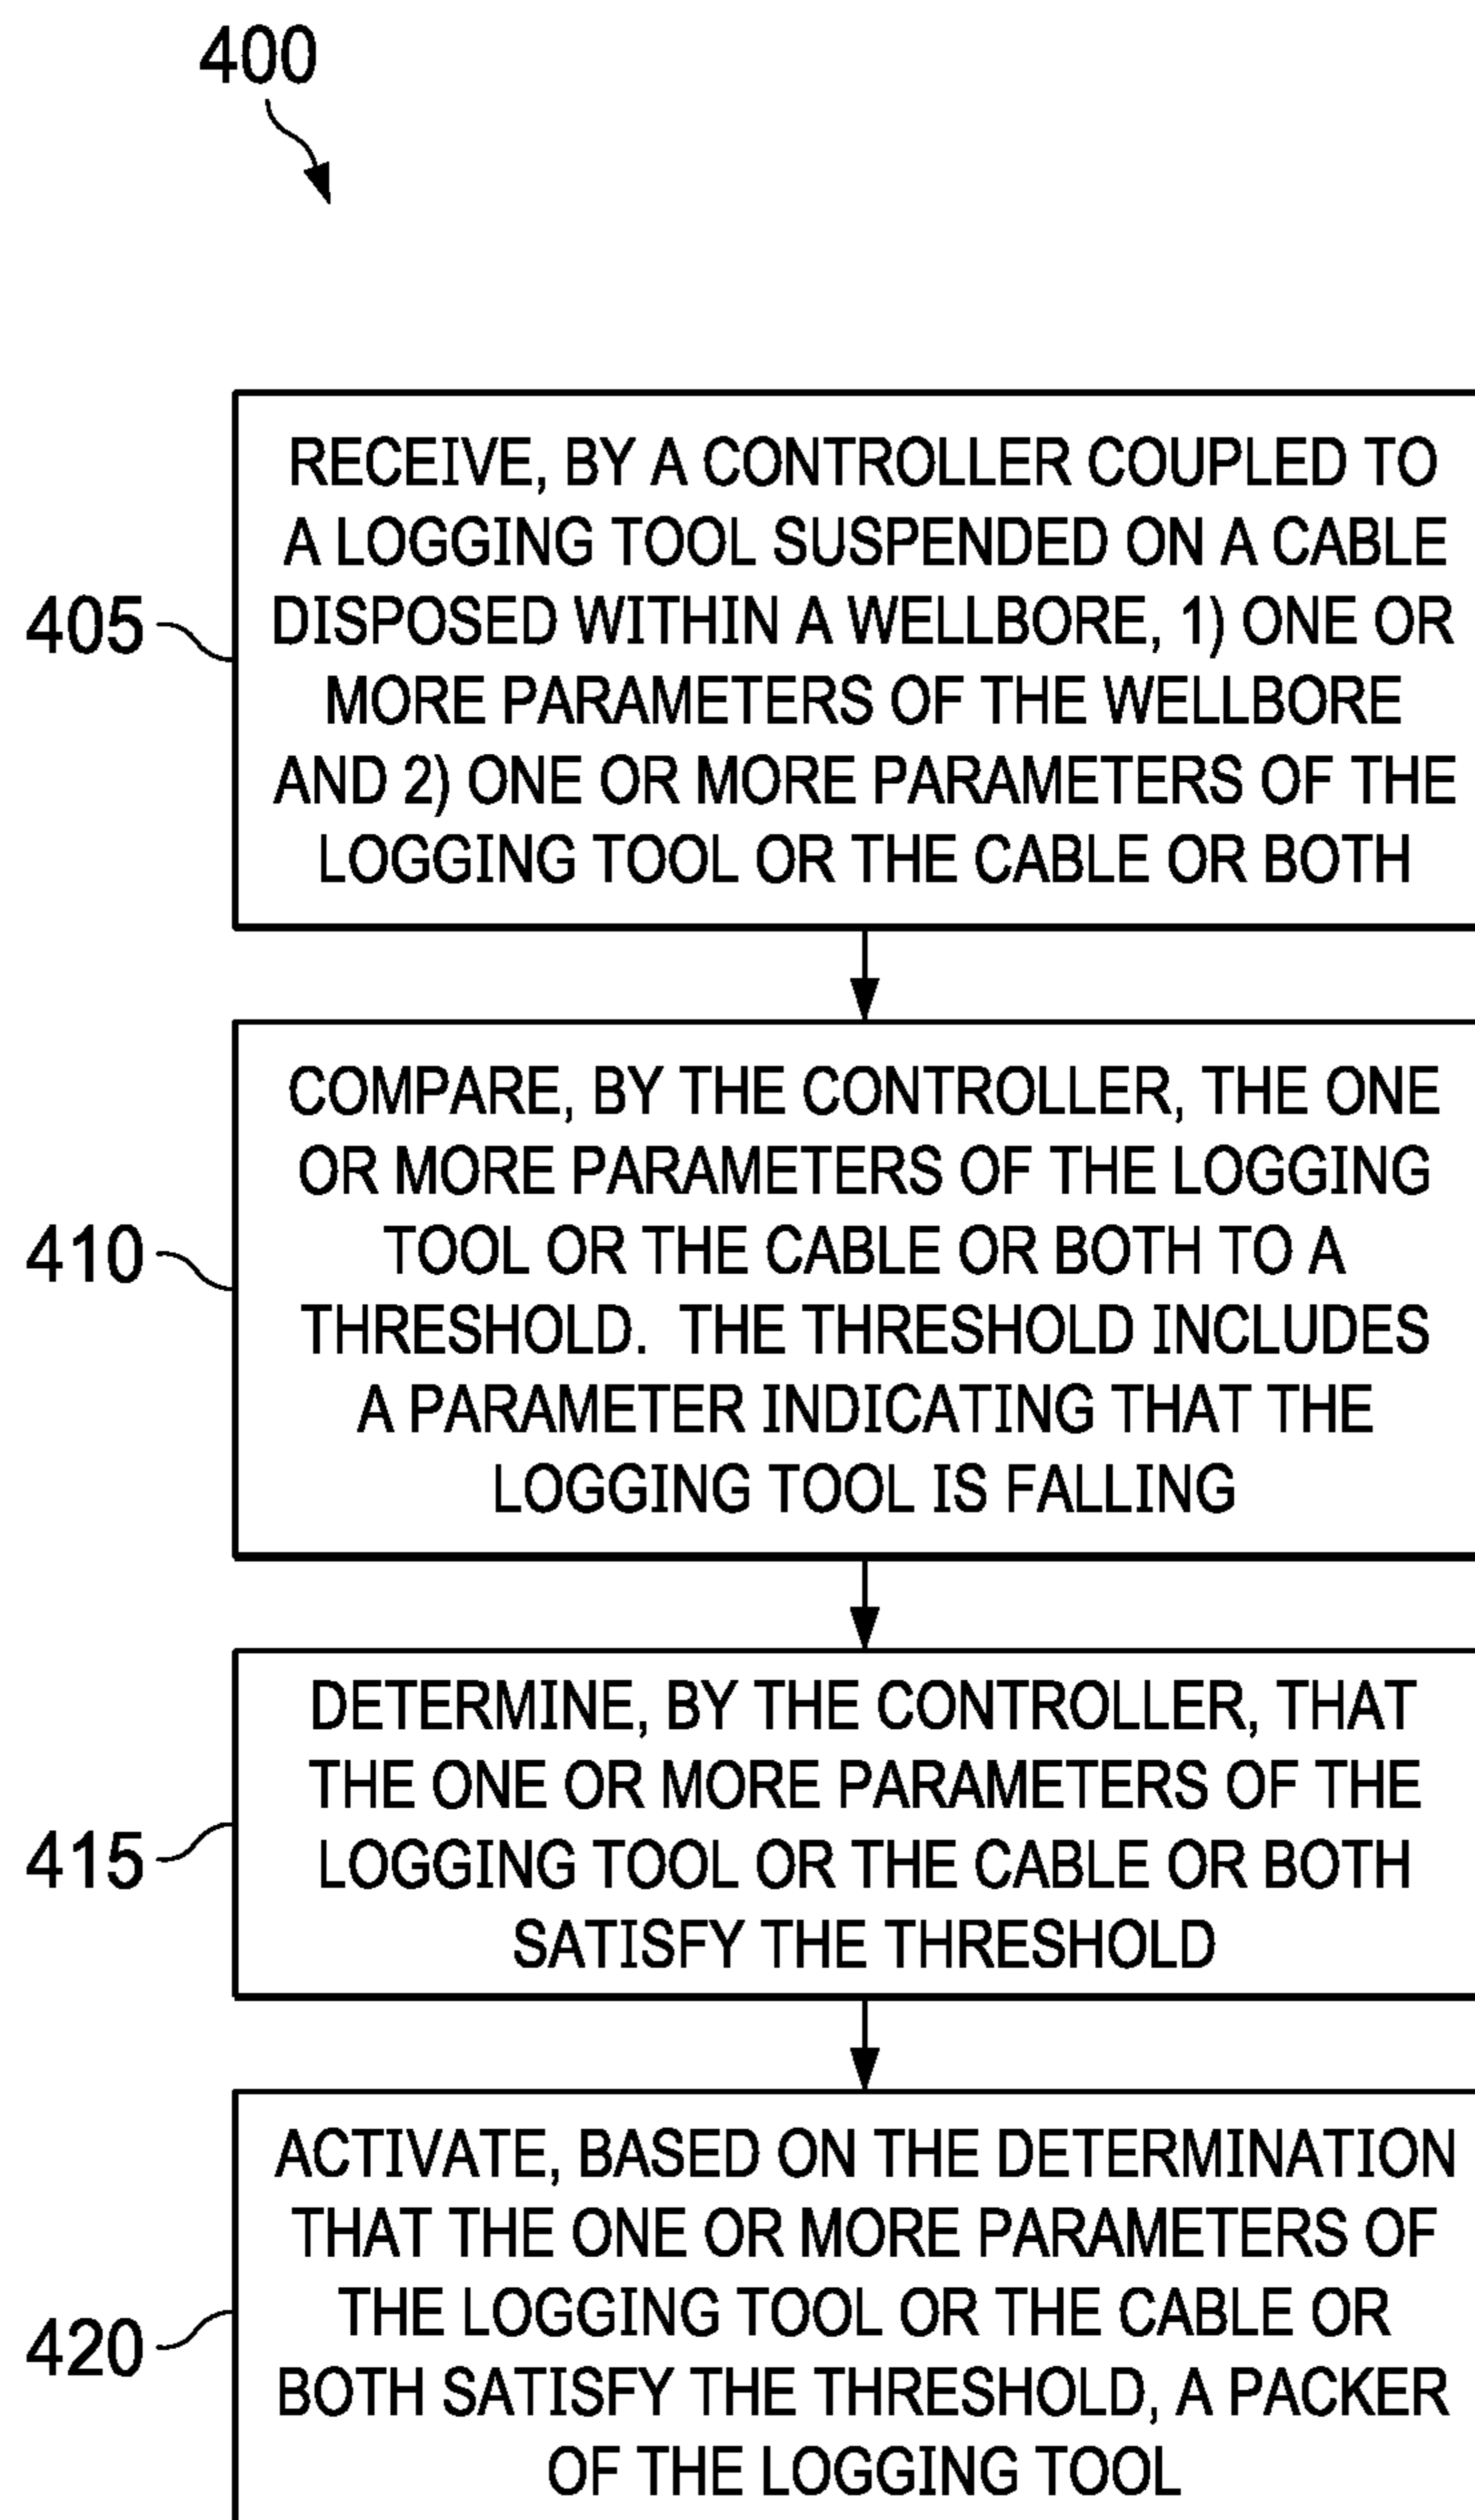 400
RECEIVE, BY A CONTROLLER COUPLED TO
A LOGGING TOOL SUSPENDED ON A CABLE
405
DISPOSED WITHIN A WELLBORE, 1) ONE OR
MORE PARAMETERS OF THE WELLBORE
AND 2) ONE OR MORE PARAMETERS OF THE
LOGGING TOOL OR THE CABLE OR BOTH
COMPARE, BY THE CONTROLLER, THE ONE
OR MORE PARAMETERS OF THE LOGGING
410
TOOL OR THE CABLE OR BOTH TO A
THRESHOLD. THE THRESHOLD INCLUDES
A PARAMETER INDICATING THAT THE
LOGGING TOOL IS FALLING
DETERMINE, BY THE CONTROLLER, THAT
THE ONE OR MORE PARAMETERS OF THE
415
LOGGING TOOL OR THE CABLE OR BOTH
SATISFY THE THRESHOLD
ACTIVATE, BASED ON THE DETERMINATION
THAT THE ONE OR MORE PARAMETERS OF
420
THE LOGGING TOOL OR THE CABLE OR
BOTH SATISFY THE THRESHOLD, A PACKER
OF THE LOGGING TOOL